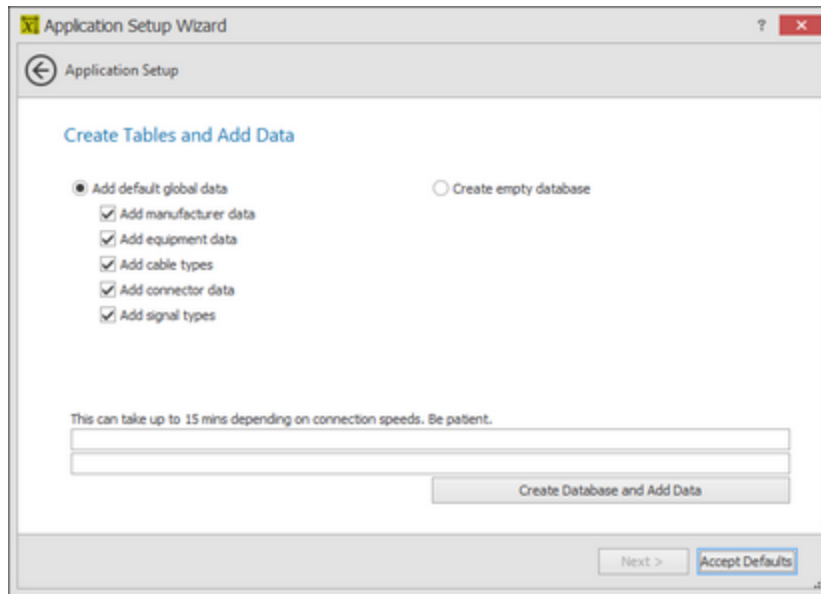 Application Setup Wizard
?
Application Setup
Create Tables and Add Data
Add default global data
Create empty database
Add manufacturer data
Add equipment data
Add cable types
Add connector data
Add signal types
This can take up to 15 mins depending on connection speeds. Be patient.
Create Database and Add Data
Next >
Accept Defaults